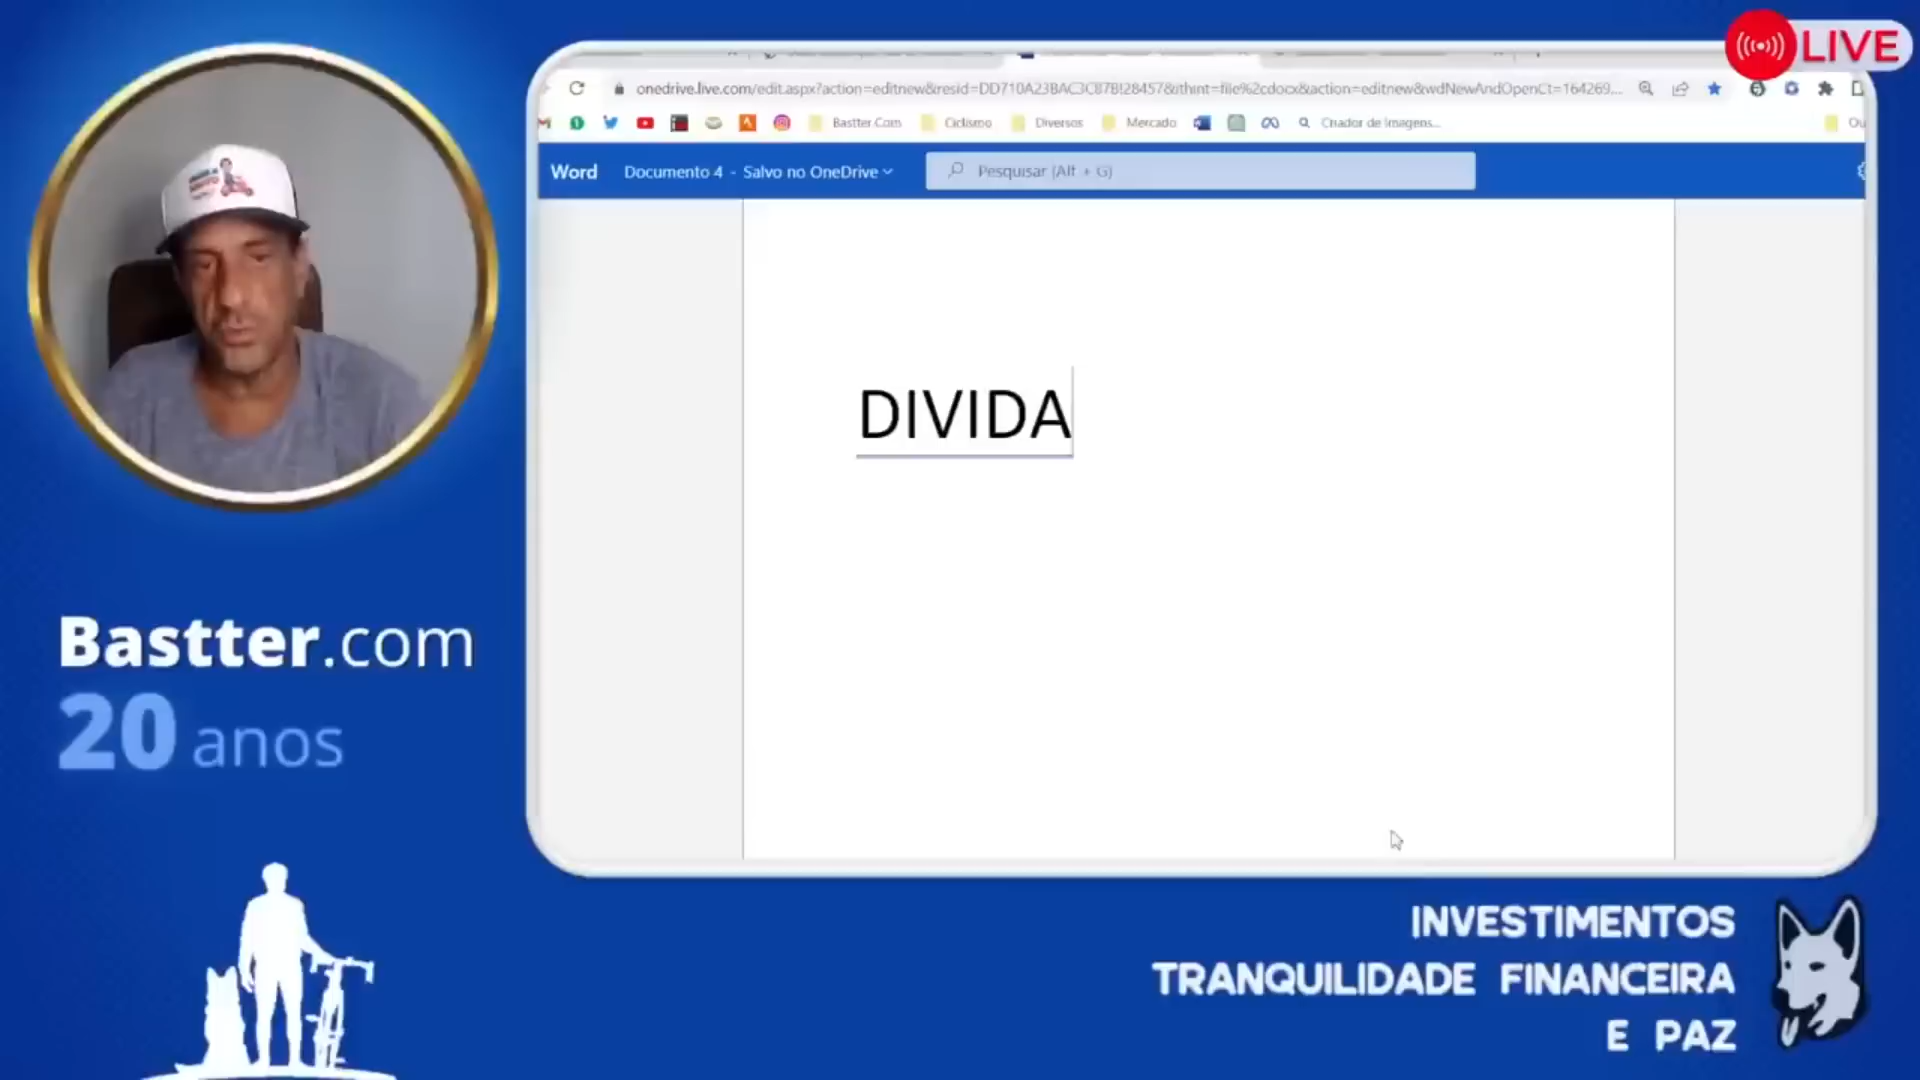 LIVE
onedrive.live.com/edit.aspx?action=editnew&resid=DD710A23BAC3C87B!28457&ithint=file%2cdocx&action=editnew&wdNewAndOpenCt=164269...
Bastter.Com Ciclismo Diversos Mercado Criador de Imagens... Ou
Word Documento 4 - Salvo no OneDrive Pesquisar (Alt + G)
DIVIDA
Bastter.com
20 anos
INVESTIMENTOS
TRANQUILIDADE FINANCEIRA
E PAZ